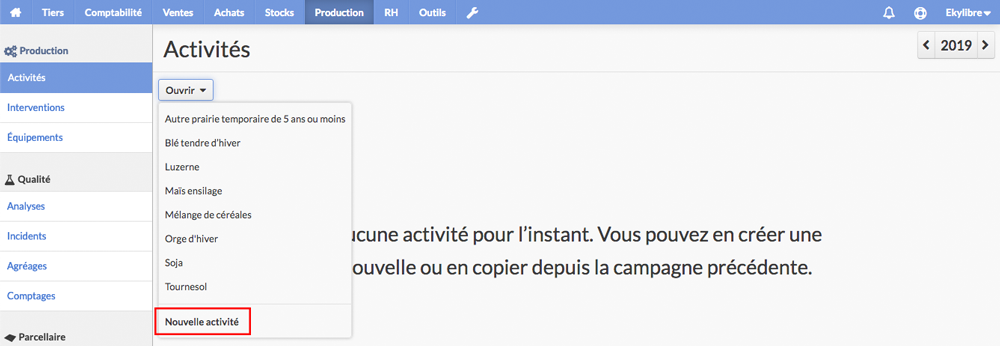 Tiers Comptabilité Ventes Achats Stocks Production RH Outils Ekylibre
Production
Activités
Interventions
Équipements
Qualité
Analyses
Incidents
Agréages
Comptages
Parcellaire
Activités
2019
Ouvrir
Autre prairie temporaire de 5 ans ou moins
Blé tendre d'hiver
Luzerne
Maïs ensilage
Mélange de céréales
Orge d'hiver
Soja
Tournesol
Nouvelle activité
ucune activité pour l'instant. Vous pouvez en créer une
ouvelle ou en copier depuis la campagne précédente.